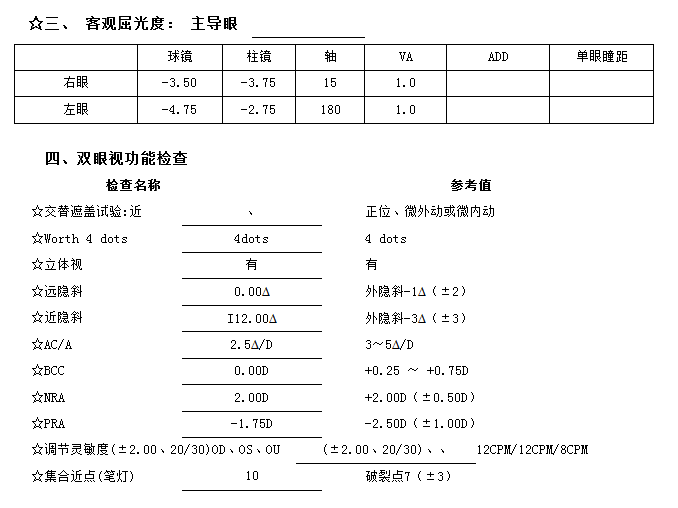 ☆三、 客观屈光度: 主导眼
球镜 柱镜 轴 VA ADD 单眼瞳距
右眼 -3.50 -3.75 15 1.0
左眼 -4.75 -2.75 180 1.0
四、双眼视功能检查
检查名称 参考值
☆交替遮盖试验:近 、 正位、微外动或微内动
☆Worth 4 dots 4dots 4 dots
☆立体视 有 有
☆远隐斜 0.00Δ 外隐斜-1Δ(±2)
☆近隐斜 I12.00Δ 外隐斜-3Δ(±3)
☆AC/A 2.5Δ/D 3~5Δ/D
☆BCC 0.00D +0.25 ~ +0.75D
☆NRA 2.00D +2.00D(±0.50D)
☆PRA -1.75D -2.50D(±1.00D)
☆调节灵敏度(±2.00、20/30)OD、OS、OU (±2.00、20/30)、、 12CPM/12CPM/8CPM
☆集合近点(笔灯) 10 破裂点7(±3)